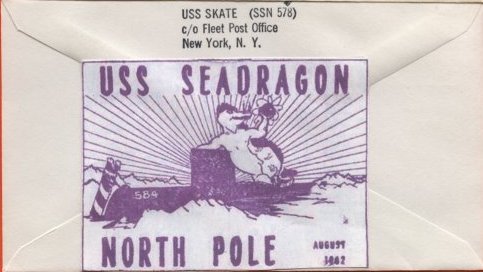 USS SKATE (SSN 578)
c/o Fleet Post Office
New York, N. Y.
USS SEADRAGON
584
NORTH POLE
AUGUST
1962